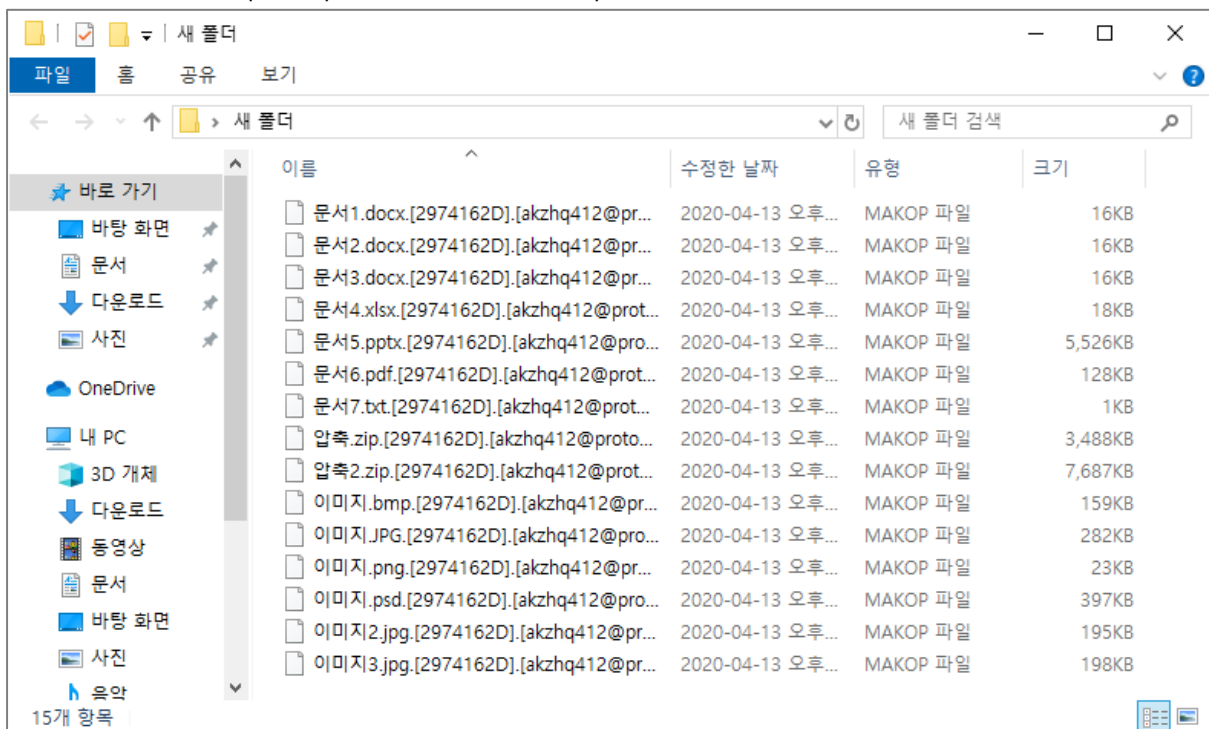 새 폴더
파일 홈 공유 보기
새 폴더 새 폴더 검색
이름 수정한 날짜 유형 크기
바로 가기
바탕 화면
문서
다운로드
사진
OneDrive
내 PC
3D 개체
다운로드
동영상
문서
바탕 화면
사진
음악
문서1.docx.[2974162D].[akzhq412@pr... 2020-04-13 오후... MAKOP 파일 16KB
문서2.docx.[2974162D].[akzhq412@pr... 2020-04-13 오후... MAKOP 파일 16KB
문서3.docx.[2974162D].[akzhq412@pr... 2020-04-13 오후... MAKOP 파일 16KB
문서4.xlsx.[2974162D].[akzhq412@prot... 2020-04-13 오후... MAKOP 파일 18KB
문서5.pptx.[2974162D].[akzhq412@pro... 2020-04-13 오후... MAKOP 파일 5,526KB
문서6.pdf.[2974162D].[akzhq412@prot... 2020-04-13 오후... MAKOP 파일 128KB
문서7.txt.[2974162D].[akzhq412@prot... 2020-04-13 오후... MAKOP 파일 1KB
압축.zip.[2974162D].[akzhq412@proto... 2020-04-13 오후... MAKOP 파일 3,488KB
압축2.zip.[2974162D].[akzhq412@prot... 2020-04-13 오후... MAKOP 파일 7,687KB
이미지.bmp.[2974162D].[akzhq412@pr... 2020-04-13 오후... MAKOP 파일 159KB
이미지.JPG.[2974162D].[akzhq412@pro... 2020-04-13 오후... MAKOP 파일 282KB
이미지.png.[2974162D].[akzhq412@pr... 2020-04-13 오후... MAKOP 파일 23KB
이미지.psd.[2974162D].[akzhq412@pro... 2020-04-13 오후... MAKOP 파일 397KB
이미지2.jpg.[2974162D].[akzhq412@pr... 2020-04-13 오후... MAKOP 파일 195KB
이미지3.jpg.[2974162D].[akzhq412@pr... 2020-04-13 오후... MAKOP 파일 198KB
15개 항목